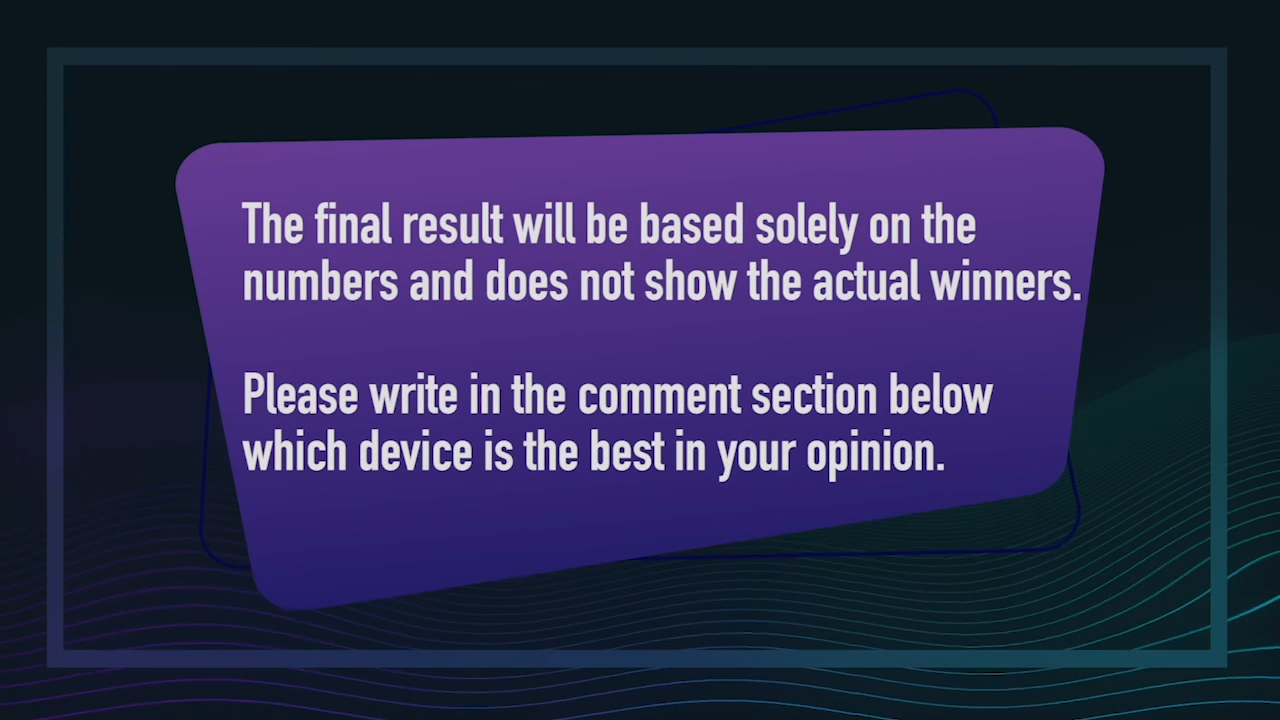 The final result will be based solely on the
numbers and does not show the actual winners.
Please write in the comment section below
which device is the best in your opinion.